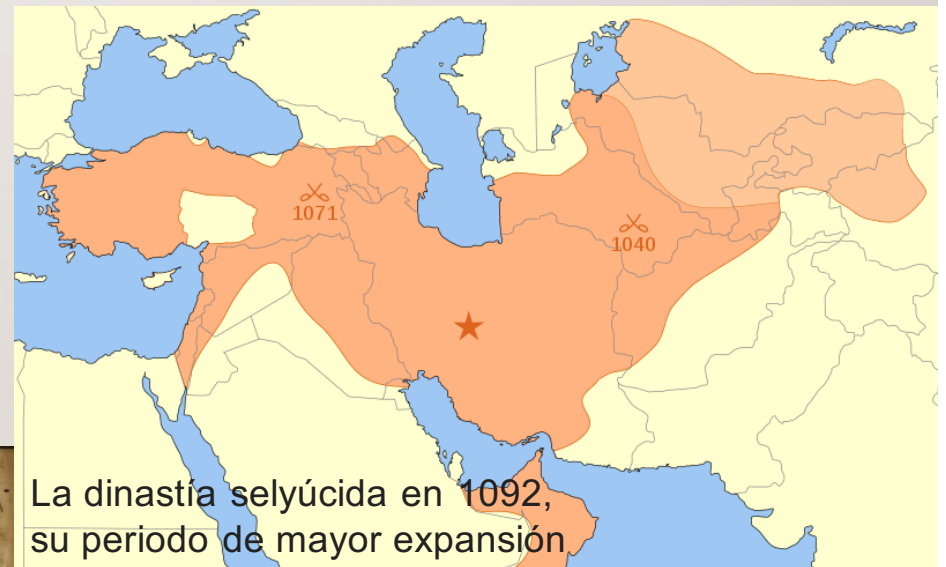 1071
1040
La dinastía selyúcida en 1092,
su periodo de mayor expansión